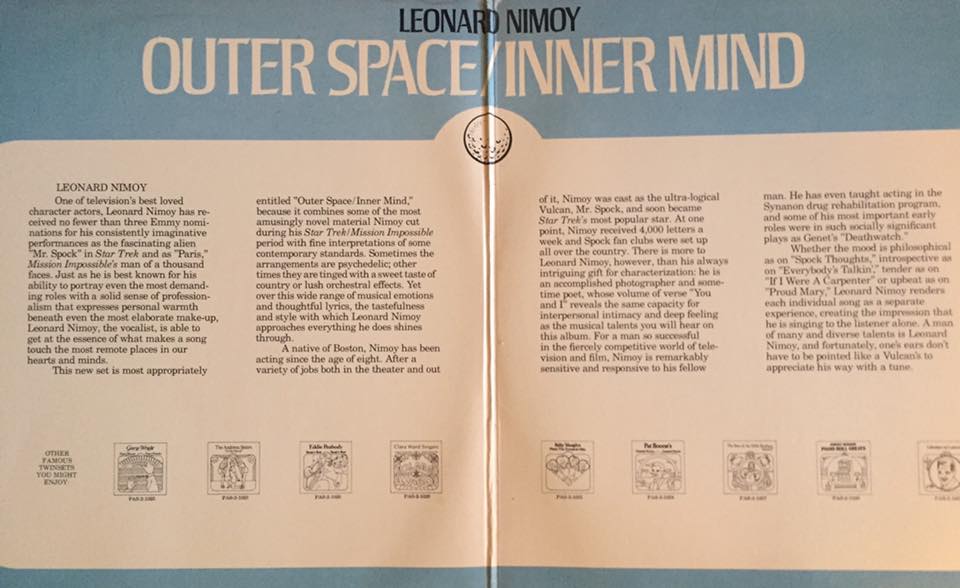 LEONARD NIMOY
OUTER SPACE/INNER MIND
LEONARD NIMOY
One of television's best loved
character actors, Leonard Nimoy has re-
ceived no fewer than three Emmy nomi-
nations for his consistently imaginative
performances as the fascinating alien
"Mr. Spock" in Star Trek and as "Paris,"
Mission Impossible's man of a thousand
faces. Just as he is best known for his
ability to portray even the most demand-
ing roles with a solid sense of profession-
alism that expresses personal warmth
beneath even the most elaborate make-up,
Leonard Nimoy, the vocalist, is able to
get at the essence of what makes a song
touch the most remote places in our
hearts and minds.
This new set is most appropriately
entitled "Outer Space/Inner Mind,"
because it combines some of the most
amusingly novel material Nimoy cut
during his Star Trek/Mission Impossible
period with fine interpretations of some
contemporary standards. Sometimes the
arrangements are psychedelic; other
times they are tinged with a sweet taste of
country or lush orchestral effects. Yet
over this wide range of musical emotions
and thoughtful lyrics, the tastefulness
and style with which Leonard Nimoy
approaches everything he does shines
through.
A native of Boston, Nimoy has been
acting since the age of eight. After a
variety of jobs both in the theater and out
of it, Nimoy was cast as the ultra-logical
Vulcan, Mr. Spock, and soon became
Star Trek's most popular star. At one
point, Nimoy received 4,000 letters a
week and Spock fan clubs were set up
all over the country. There is more to
Leonard Nimoy, however, than his always
intriguing gift for characterization: he is
an accomplished photographer and some-
time poet, whose volume of verse "You
and I" reveals the same capacity for
interpersonal intimacy and deep feeling
as the musical talents you will hear on
this album. For a man so successful
in the fiercely competitive world of tele-
vision and film, Nimoy is remarkably
sensitive and responsive to his fellow
man. He has even taught acting in the
Synanon drug rehabilitation program,
and some of his most important early
roles were in such socially significant
plays as Genet's "Deathwatch."
Whether the mood is philosophical
as on "Spock Thoughts," introspective as
on "Everybody's Talkin'," tender as on
"If I Were A Carpenter" or upbeat as on
"Proud Mary," Leonard Nimoy renders
each individual song as a separate
experience, creating the impression that
he is singing to the listener alone. A man
of many and diverse talents is Leonard
Nimoy, and fortunately, one's ears don't
have to be pointed like a Vulcan's to
appreciate his way with a tune.
OTHER
FAMOUS
TWINSETS
YOU MIGHT
ENJOY
The Andrews Sisters
Eddie Peabody
Clara Ward Singers
Billy Vaughn
Pat Boone's
PIANO ROLL GREATS